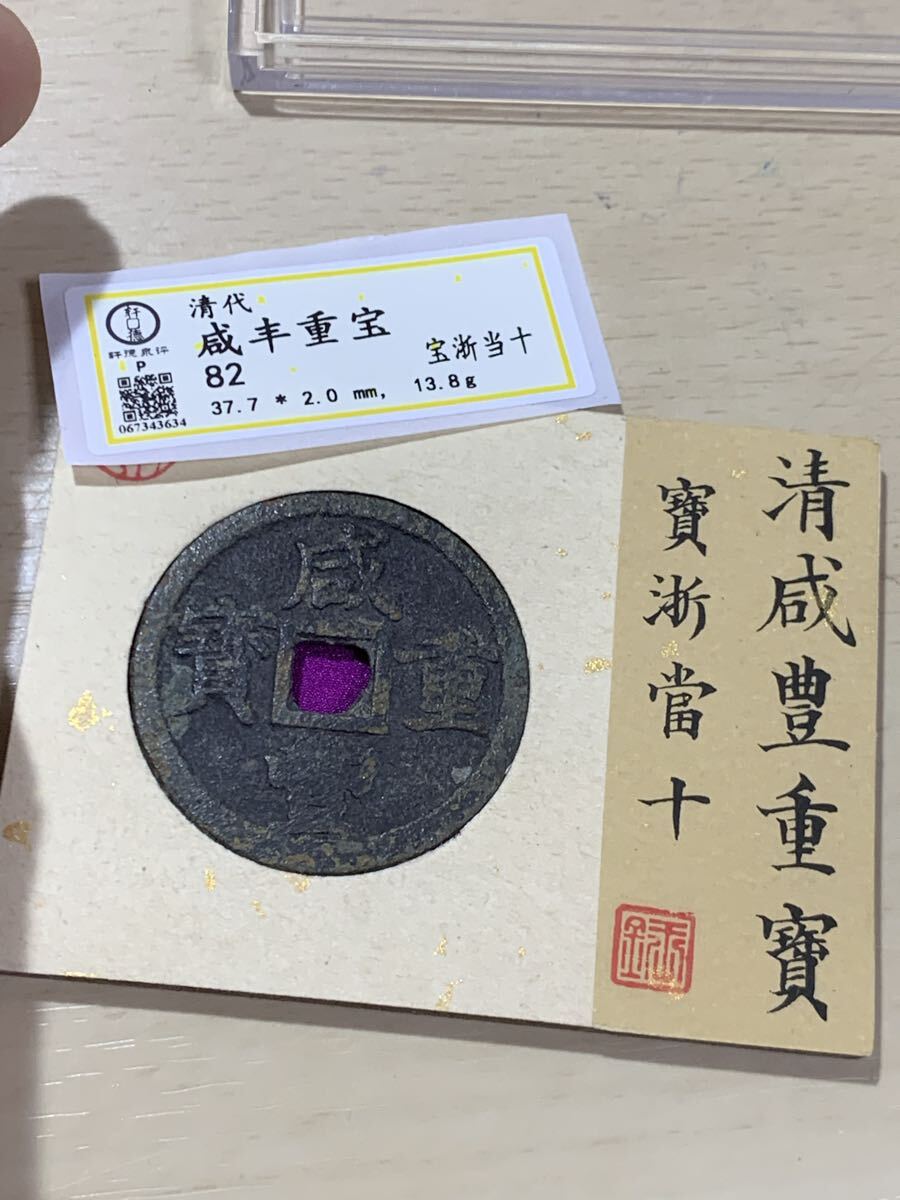 清代
咸丰重宝
宝浙当十
軒德泉评
P
82
37.7 * 2.0 mm, 13.8g
067343634
咸
重
寶
清咸豐重寶
寶浙當十